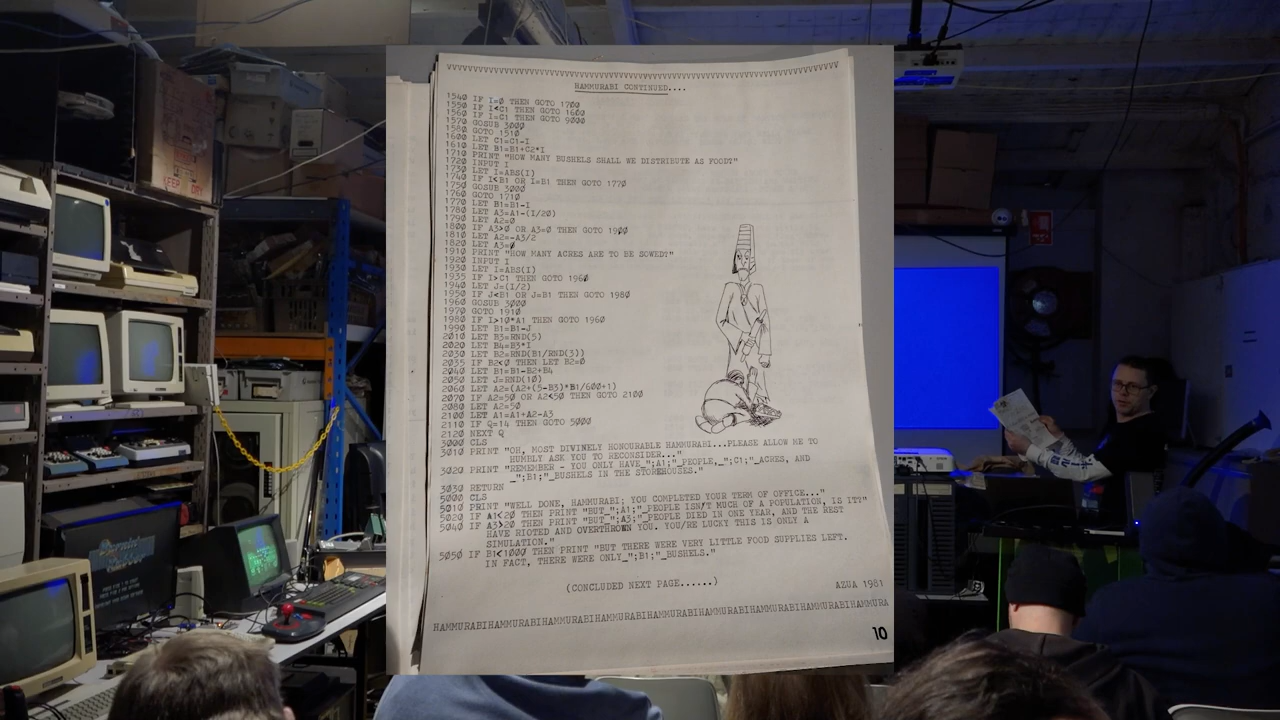 VVVVVVVVVVVVVVVVVVVVVVVVVVVVVVVVVVVVVVVVVVVVVVVVVVVVVVVVVVVVVVVVVVVVVVVV
HAMMURABI CONTINUED....
1540 IF I=0 THEN GOTO 1700
1550 IF I<C1 THEN GOTO 1600
1560 IF I=C1 THEN GOTO 9000
1570 GOSUB 3000
1580 GOTO 1510
1600 LET C1=C1-I
1610 LET B1=B1+C2*I
1710 PRINT "HOW MANY BUSHELS SHALL WE DISTRIBUTE AS FOOD?"
1720 INPUT I
1730 LET I=ABS(I)
1740 IF I<B1 OR I=B1 THEN GOTO 1770
1750 GOSUB 3000
1760 GOTO 1710
1770 LET B1=B1-I
1780 LET A3=A1-(I/20)
1790 LET A2=0
1800 IF A3>0 OR A3=0 THEN GOTO 1900
1810 LET A2=-A3/2
1820 LET A3=0
1910 PRINT "HOW MANY ACRES ARE TO BE SOWED?"
1920 INPUT I
1930 LET I=ABS(I)
1935 IF I>C1 THEN GOTO 1960
1940 LET J=(I/2)
1950 IF J<B1 OR J=B1 THEN GOTO 1980
1960 GOSUB 3000
1970 GOTO 1910
1980 IF I>10*A1 THEN GOTO 1960
1990 LET B1=B1-J
2010 LET B3=RND(5)
2020 LET B4=B3*I
2030 LET B2=RND(B1/RND(3))
2035 IF B2<0 THEN LET B2=0
2040 LET B1=B1-B2+B4
2050 LET J=RND(10)
2060 LET A2=(A2+(5-B3)*B1/600+1)
2070 IF A2=50 OR A2<50 THEN GOTO 2100
2080 LET A2=50
2100 LET A1=A1+A2-A3
2110 IF Q=14 THEN GOTO 5000
2120 NEXT Q
3000 CLS
3010 PRINT "OH, MOST DIVINELY HONOURABLE HAMMURABI...PLEASE ALLOW ME TO
HUMBLY ASK YOU TO RECONSIDER..."
3020 PRINT "REMEMBER - YOU ONLY HAVE_";A1;"_PEOPLE,_";C1;"_ACRES, AND
_";B1;"_BUSHELS IN THE STOREHOUSES."
3030 RETURN
5000 CLS
5010 PRINT "WELL DONE, HAMMURABI; YOU COMPLETED YOUR TERM OF OFFICE..."
5020 IF A1<20 THEN PRINT "BUT_";A1;"_PEOPLE ISN/T MUCH OF A POPULATION, IS IT?"
5040 IF A3>20 THEN PRINT "BUT_";A3;"_PEOPLE DIED IN ONE YEAR, AND THE REST
HAVE RIOTED AND OVERTHROWN YOU. YOU/RE LUCKY THIS IS ONLY A
SIMULATION."
5050 IF B1<1000 THEN PRINT "BUT THERE WERE VERY LITTLE FOOD SUPPLIES LEFT.
IN FACT, THERE WERE ONLY_";B1;"_BUSHELS."
(CONCLUDED NEXT PAGE......)
AZUA 1981
HAMMURABIHAMMURABIHAMMURABIHAMMURABIHAMMURABIHAMMURABIHAMMURABIHAMMURA
10
KEEP DRY